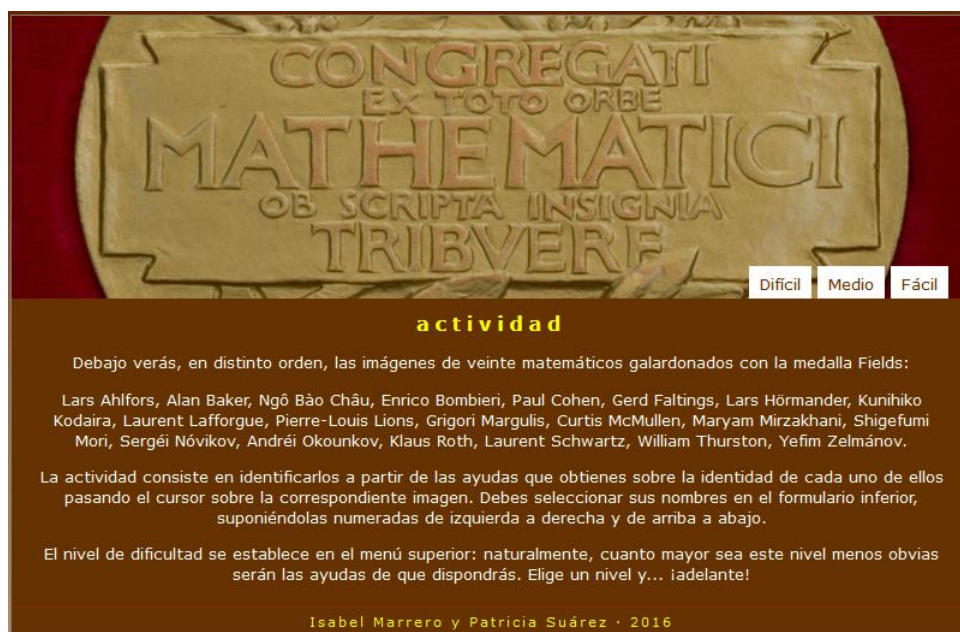 CONGREGATI
EX TOTO ORBE
MATHEMATICI
OB SCRIPTA INSIGNIA
TRIBVERE
Difícil Medio Fácil
actividad
Debajo verás, en distinto orden, las imágenes de veinte matemáticos galardonados con la medalla Fields:
Lars Ahlfors, Alan Baker, Ngô Bào Châu, Enrico Bombieri, Paul Cohen, Gerd Faltings, Lars Hörmander, Kunihiko
Kodaira, Laurent Lafforgue, Pierre-Louis Lions, Grigori Margulis, Curtis McMullen, Maryam Mirzakhani, Shigefumi
Mori, Sergéi Nóvikov, Andréi Okounkov, Klaus Roth, Laurent Schwartz, William Thurston, Yefim Zelmánov.
La actividad consiste en identificarlos a partir de las ayudas que obtienes sobre la identidad de cada uno de ellos
pasando el cursor sobre la correspondiente imagen. Debes seleccionar sus nombres en el formulario inferior,
suponiéndolas numeradas de izquierda a derecha y de arriba a abajo.
El nivel de dificultad se establece en el menú superior: naturalmente, cuanto mayor sea este nivel menos obvias
serán las ayudas de que dispondrás. Elige un nivel y... ¡adelante!
Isabel Marrero y Patricia Suárez · 2016